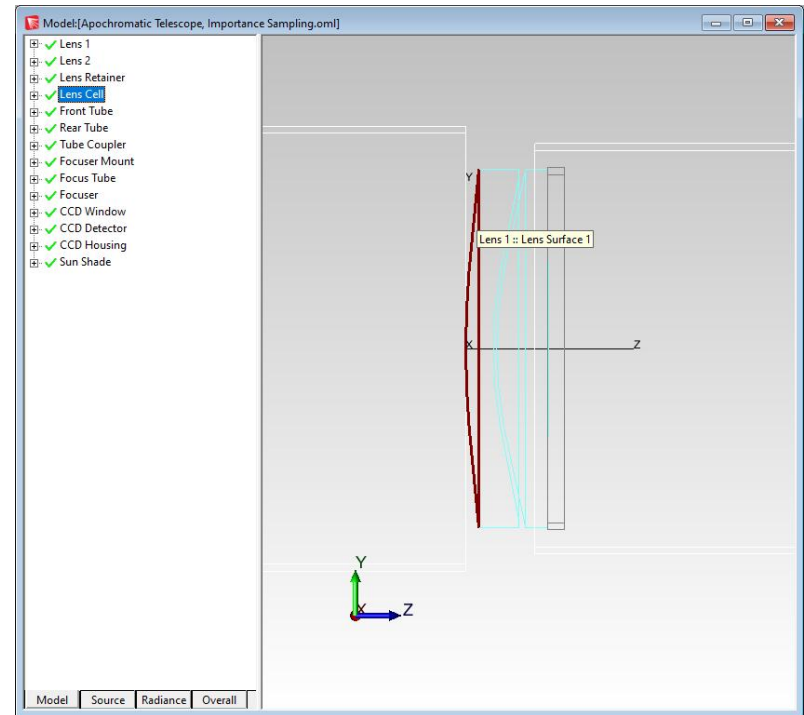 Model:[Apochromatic Telescope, Importance Sampling.oml]
Lens 1
Lens 2
Lens Retainer
Lens Cell
Front Tube
Rear Tube
Tube Coupler
Focuser Mount
Focus Tube
Focuser
CCD Window
CCD Detector
CCD Housing
Sun Shade
Y
Lens 1 :: Lens Surface 1
X
Z
Y
X
Z
Model Source Radiance Overall